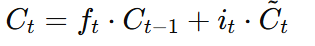 C_t = f_t · C_{t−1} + i_t · C̃_t